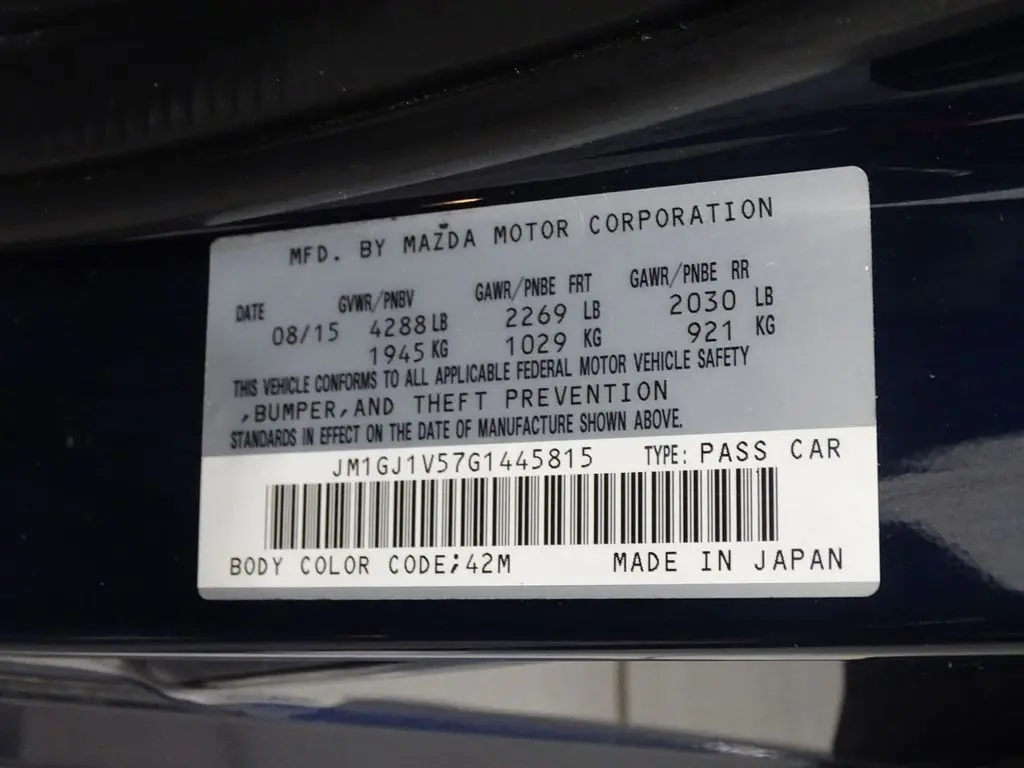 MFD. BY MAZDA MOTOR CORPORATION
DATE GVWR/PNBV GAWR/PNBE FRT GAWR/PNBE RR
08/15 4288 LB 2269 LB 2030 LB
1945 KG 1029 KG 921 KG
THIS VEHICLE CONFORMS TO ALL APPLICABLE FEDERAL MOTOR VEHICLE SAFETY
,BUMPER,AND THEFT PREVENTION
STANDARDS IN EFFECT ON THE DATE OF MANUFACTURE SHOWN ABOVE.
JM1GJ1V57G1445815 TYPE: PASS CAR
BODY COLOR CODE;42M MADE IN JAPAN